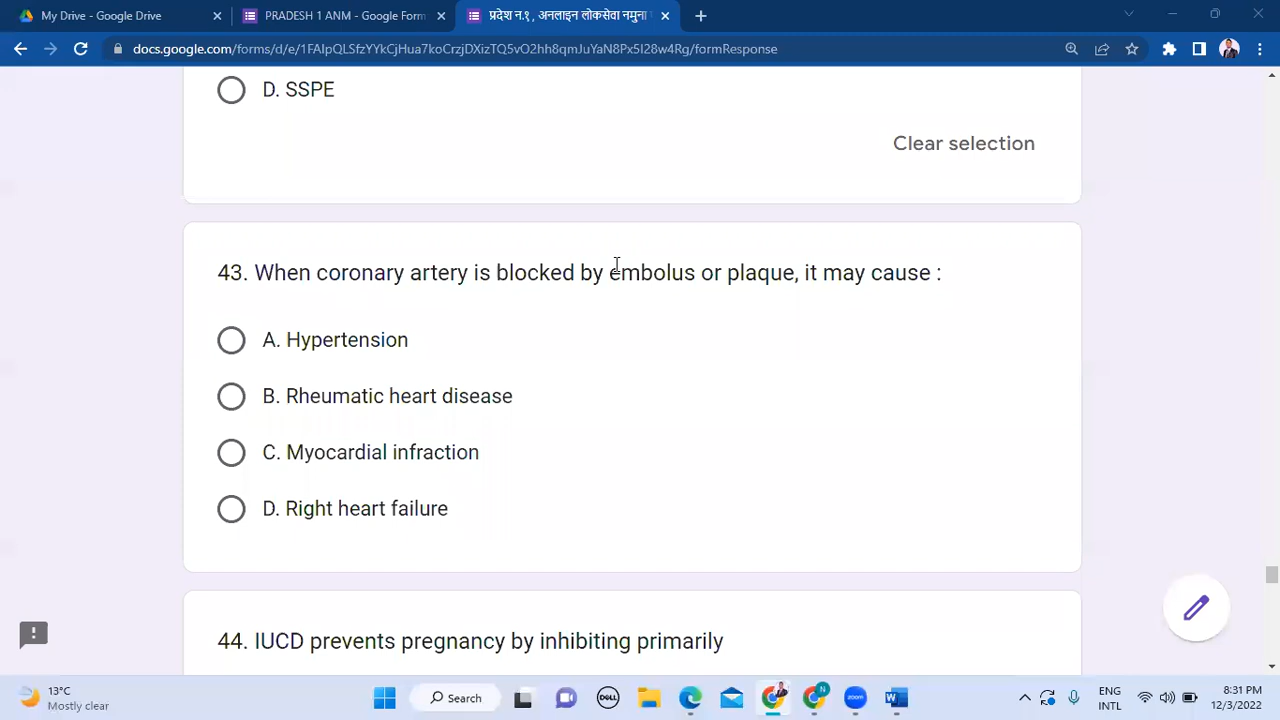 My Drive - Google Drive
PRADESH 1 ANM - Google Form
प्रदेश न.१, अनलाइन लोकसेवा नमुना
docs.google.com/forms/d/e/1FAIpQLSfzYYkCjHua7koCrzjDXizTQ5vO2hh8qmJuYaN8Px5I28w4Rg/formResponse
D. SSPE
Clear selection
43. When coronary artery is blocked by embolus or plaque, it may cause :
A. Hypertension
B. Rheumatic heart disease
C. Myocardial infraction
D. Right heart failure
44. IUCD prevents pregnancy by inhibiting primarily
13°C
Mostly clear
Search
DELL
N
zoom
W
ENG
INTL
8:31 PM
12/3/2022